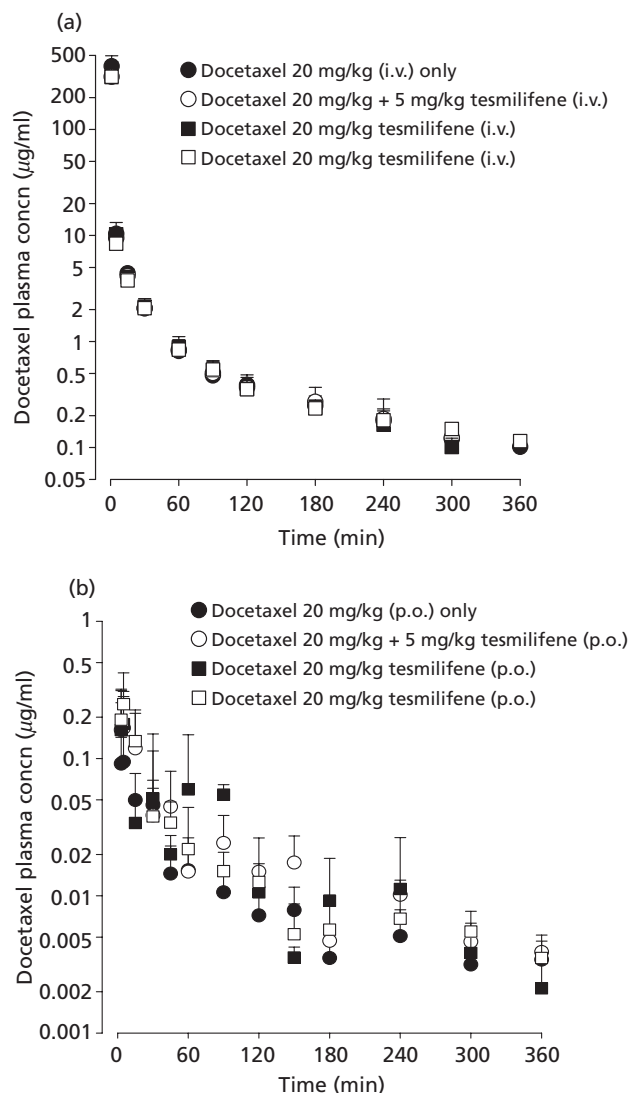 (a)
500
200
100
50
20
10
5
2
1
0.5
0.2
0.1
0.05
Docetaxel plasma concn (μg/ml)
Docetaxel 20 mg/kg (i.v.) only
Docetaxel 20 mg/kg + 5 mg/kg tesmilifene (i.v.)
Docetaxel 20 mg/kg tesmilifene (i.v.)
Docetaxel 20 mg/kg tesmilifene (i.v.)
0 60 120 180 240 300 360
Time (min)
(b)
1
0.5
0.2
0.1
0.05
0.02
0.01
0.005
0.002
0.001
Docetaxel plasma concn (μg/ml)
Docetaxel 20 mg/kg (p.o.) only
Docetaxel 20 mg/kg + 5 mg/kg tesmilifene (p.o.)
Docetaxel 20 mg/kg tesmilifene (p.o.)
Docetaxel 20 mg/kg tesmilifene (p.o.)
0 60 120 180 240 300 360
Time (min)